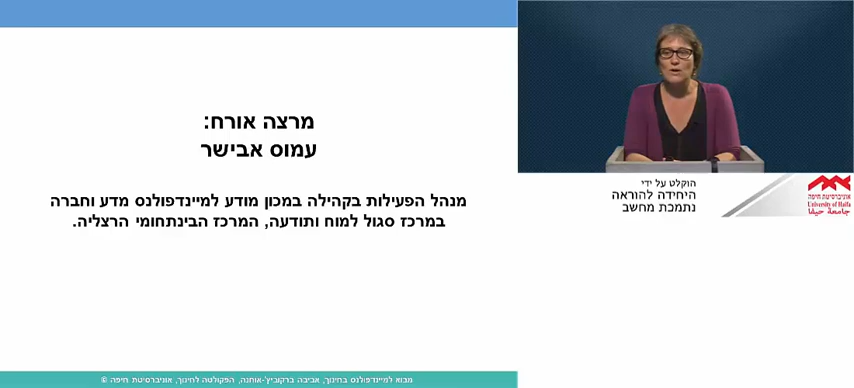 מרצה אורח:
עמוס אבישר
מנהל הפעילות בקהילה במכון מודע למיינדפולנס מדע וחברה
במרכז סגול למוח ותודעה, המרכז הבינתחומי הרצליה.
הוקלט על ידי
היחידה להוראה
נתמכת מחשב
אוניברסיטת חיפה
University of Haifa
جامعة حيفا
מבוא למיינדפולנס בחינוך, אביבה ברקוביץ'-אוחנה, הפקולטה לחינוך, אוניברסיטת חיפה ©